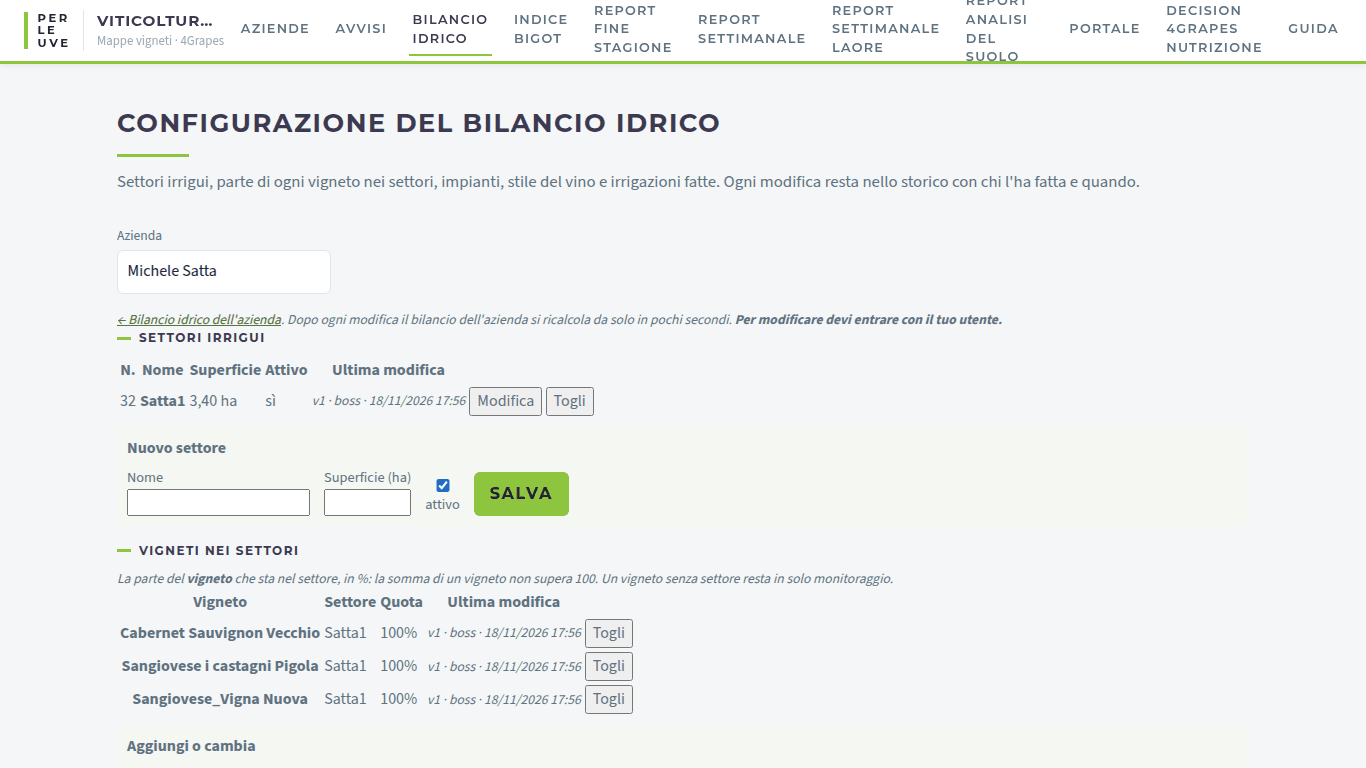 PER
LE
UVE
VITICOLTUR...
Mappe vigneti · 4Grapes
AZIENDE
AVVISI
BILANCIO
IDRICO
INDICE
BIGOT
REPORT
FINE
STAGIONE
REPORT
SETTIMANALE
REPORT
SETTIMANALE
LAORE
REPORT
ANALISI
DEL
SUOLO
PORTALE
DECISION
4GRAPES
NUTRIZIONE
GUIDA
CONFIGURAZIONE DEL BILANCIO IDRICO
Settori irrigui, parte di ogni vigneto nei settori, impianti, stile del vino e irrigazioni fatte. Ogni modifica resta nello storico con chi l'ha fatta e quando.
Azienda
Michele Satta
← Bilancio idrico dell'azienda. Dopo ogni modifica il bilancio dell'azienda si ricalcola da solo in pochi secondi. Per modificare devi entrare con il tuo utente.
SETTORI IRRIGUI
N. Nome Superficie Attivo Ultima modifica
32 Satta1 3,40 ha sì v1 · boss · 18/11/2026 17:56 Modifica Togli
Nuovo settore
Nome Superficie (ha)
attivo
SALVA
VIGNETI NEI SETTORI
La parte del vigneto che sta nel settore, in %: la somma di un vigneto non supera 100. Un vigneto senza settore resta in solo monitoraggio.
Vigneto Settore Quota Ultima modifica
Cabernet Sauvignon Vecchio Satta1 100% v1 · boss · 18/11/2026 17:56 Togli
Sangiovese i castagni Pigola Satta1 100% v1 · boss · 18/11/2026 17:56 Togli
Sangiovese_Vigna Nuova Satta1 100% v1 · boss · 18/11/2026 17:56 Togli
Aggiungi o cambia